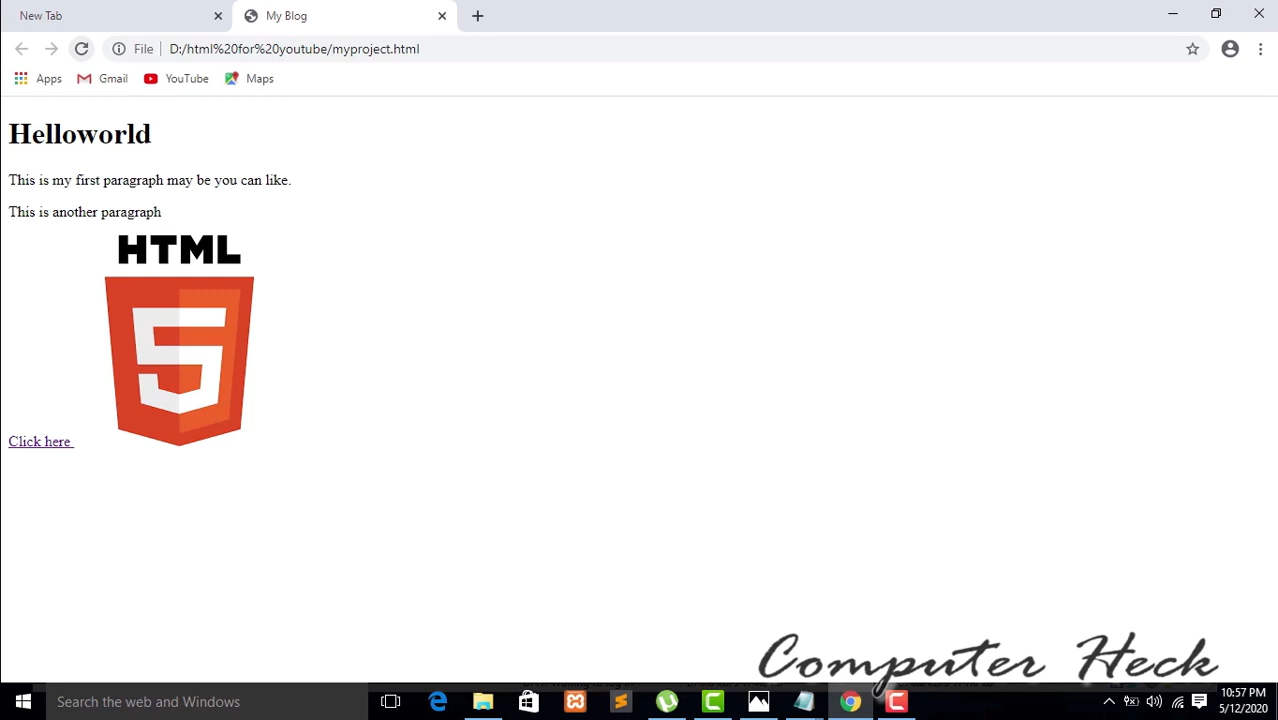 New Tab
My Blog
File
D:/html%20for%20youtube/myproject.html
Apps
Gmail
YouTube
Maps
Helloworld
This is my first paragraph may be you can like.
This is another paragraph
HTML
5
Click here
Computer Heck
Search the web and Windows
10:57 PM
5/12/2020